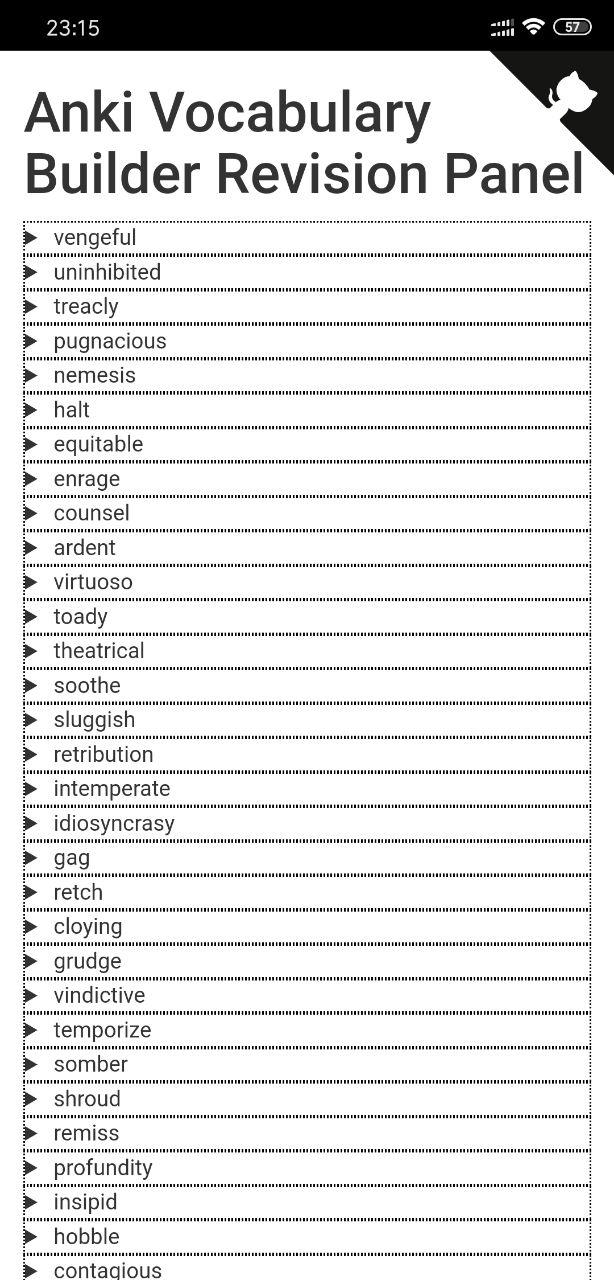 23:15
57
Anki Vocabulary
Builder Revision Panel
vengeful
uninhibited
treacly
pugnacious
nemesis
halt
equitable
enrage
counsel
ardent
virtuoso
toady
theatrical
soothe
sluggish
retribution
intemperate
idiosyncrasy
gag
retch
cloying
grudge
vindictive
temporize
somber
shroud
remiss
profundity
insipid
hobble
contagious